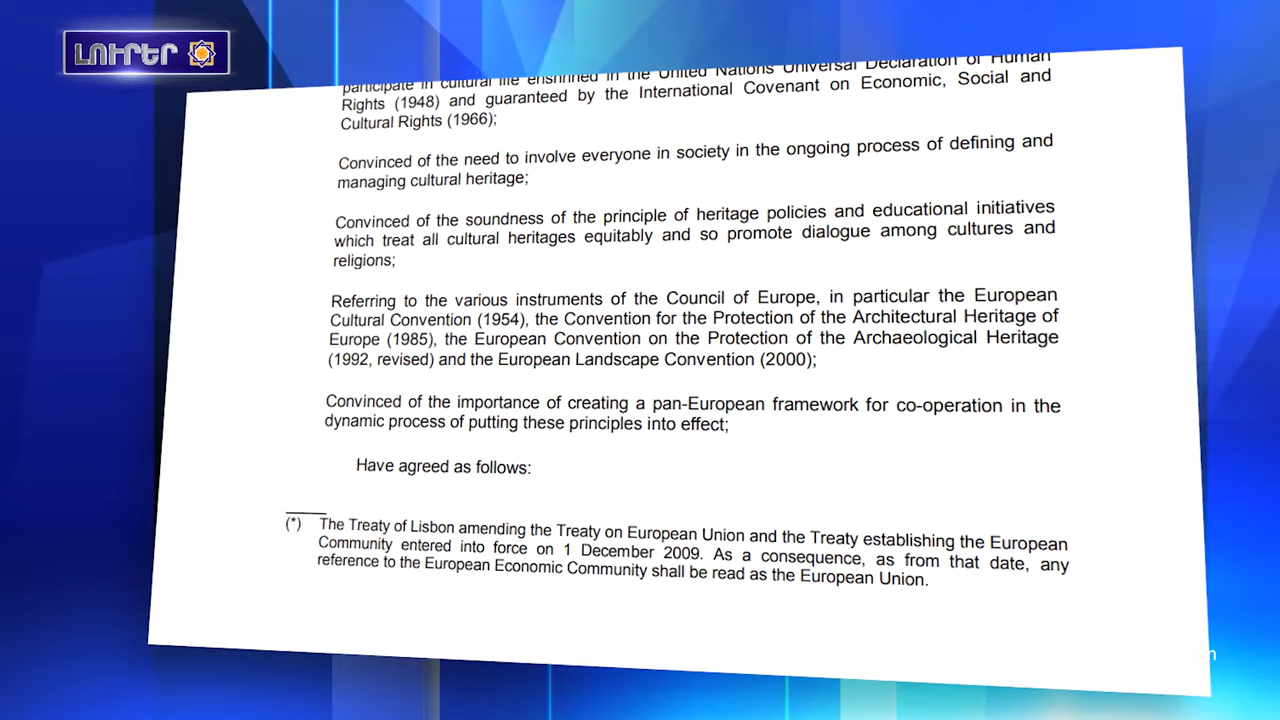 ԼՈՒՐԵՐ
participate in cultural life enshrined in the United Nations Universal Declaration of Human
Rights (1948) and guaranteed by the International Covenant on Economic, Social and
Cultural Rights (1966);
Convinced of the need to involve everyone in society in the ongoing process of defining and
managing cultural heritage;
Convinced of the soundness of the principle of heritage policies and educational initiatives
which treat all cultural heritages equitably and so promote dialogue among cultures and
religions;
Referring to the various instruments of the Council of Europe, in particular the European
Cultural Convention (1954), the Convention for the Protection of the Architectural Heritage of
Europe (1985), the European Convention on the Protection of the Archaeological Heritage
(1992, revised) and the European Landscape Convention (2000);
Convinced of the importance of creating a pan-European framework for co-operation in the
dynamic process of putting these principles into effect;
Have agreed as follows:
(*) The Treaty of Lisbon amending the Treaty on European Union and the Treaty establishing the European
Community entered into force on 1 December 2009. As a consequence, as from that date, any
reference to the European Economic Community shall be read as the European Union.